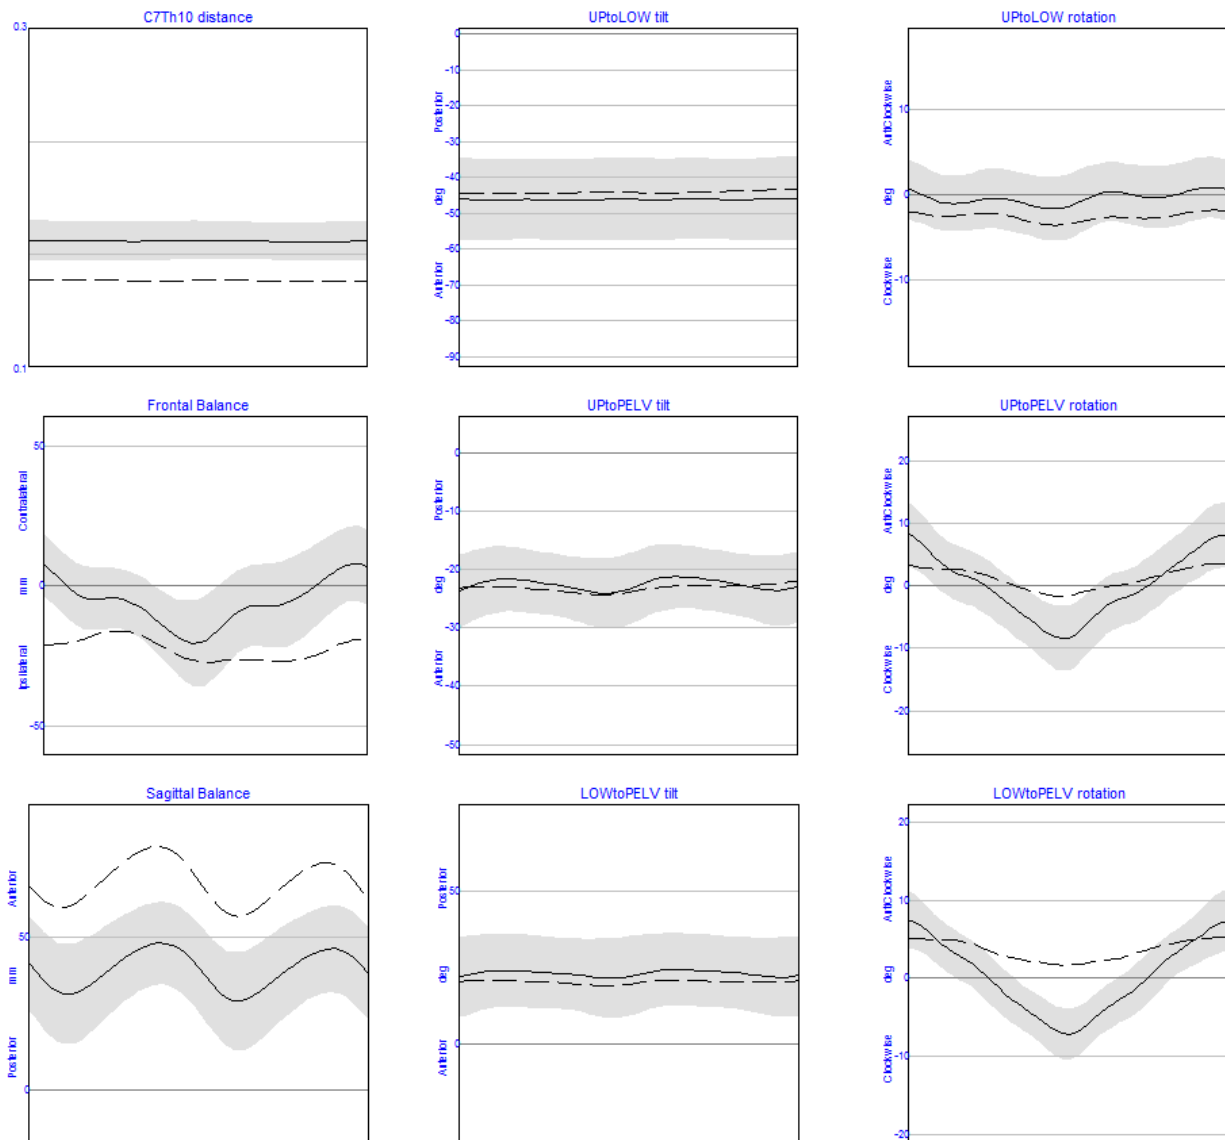 C7Th10 distance
0.3
0.1
UPtoLOW tilt
Posterior
deg
Anterior
0
-10
-20
-30
-40
-50
-60
-70
-80
-90
UPtoLOW rotation
AntiClockwise
deg
Clockwise
10
0
-10
Frontal Balance
Contralateral
mm
Ipsilateral
50
0
-50
UPtoPELV tilt
Posterior
deg
Anterior
0
-10
-20
-30
-40
-50
UPtoPELV rotation
AntiClockwise
deg
Clockwise
20
10
0
-10
-20
Sagittal Balance
Anterior
mm
Posterior
50
0
LOWtoPELV tilt
Posterior
deg
Anterior
50
0
LOWtoPELV rotation
AntiClockwise
deg
Clockwise
20
10
0
-10
-20